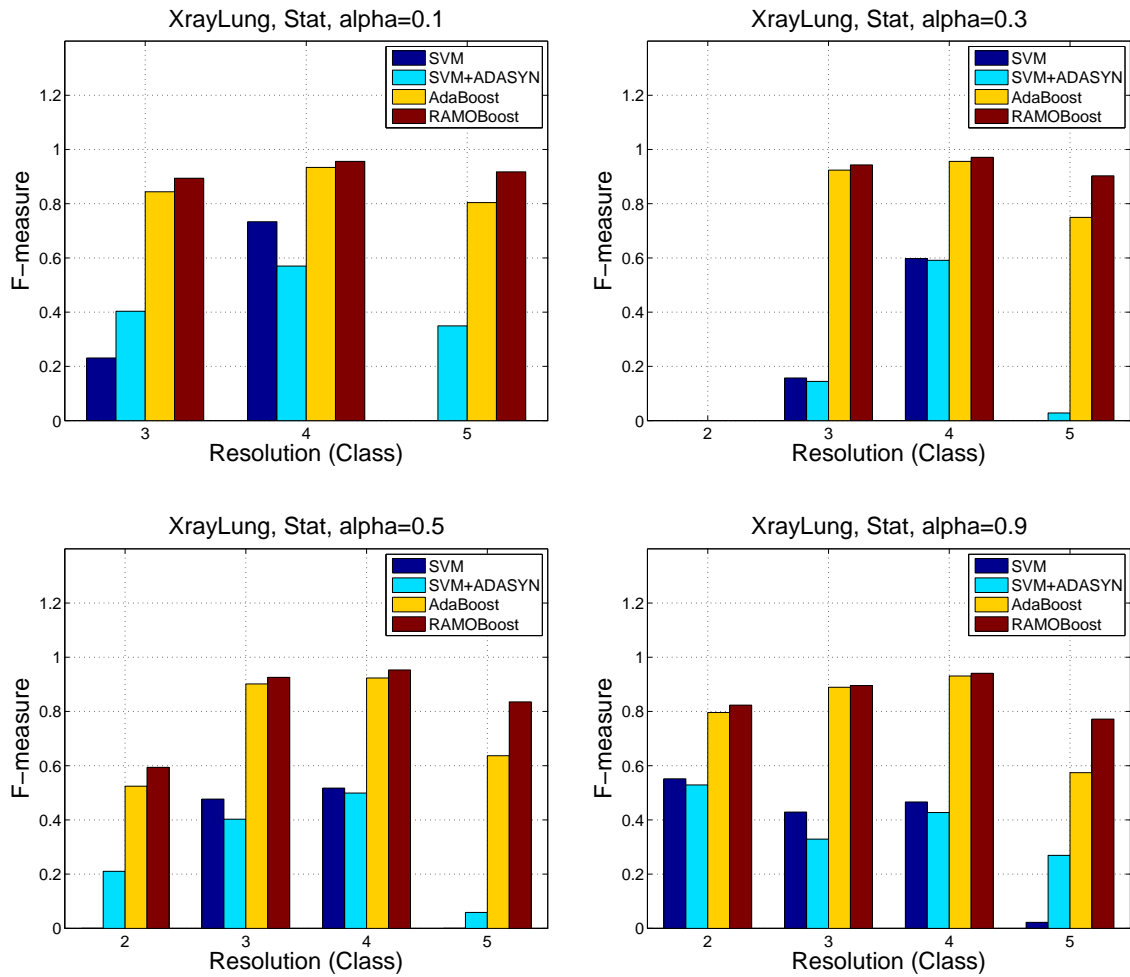 XrayLung, Stat, alpha=0.1
SVM
SVM+ADASYN
AdaBoost
RAMOBoost
1.2
1
0.8
0.6
0.4
0.2
0
F−measure
3 4 5
Resolution (Class)
XrayLung, Stat, alpha=0.3
SVM
SVM+ADASYN
AdaBoost
RAMOBoost
1.2
1
0.8
0.6
0.4
0.2
0
F−measure
2 3 4 5
Resolution (Class)
XrayLung, Stat, alpha=0.5
SVM
SVM+ADASYN
AdaBoost
RAMOBoost
1.2
1
0.8
0.6
0.4
0.2
0
F−measure
2 3 4 5
Resolution (Class)
XrayLung, Stat, alpha=0.9
SVM
SVM+ADASYN
AdaBoost
RAMOBoost
1.2
1
0.8
0.6
0.4
0.2
0
F−measure
2 3 4 5
Resolution (Class)